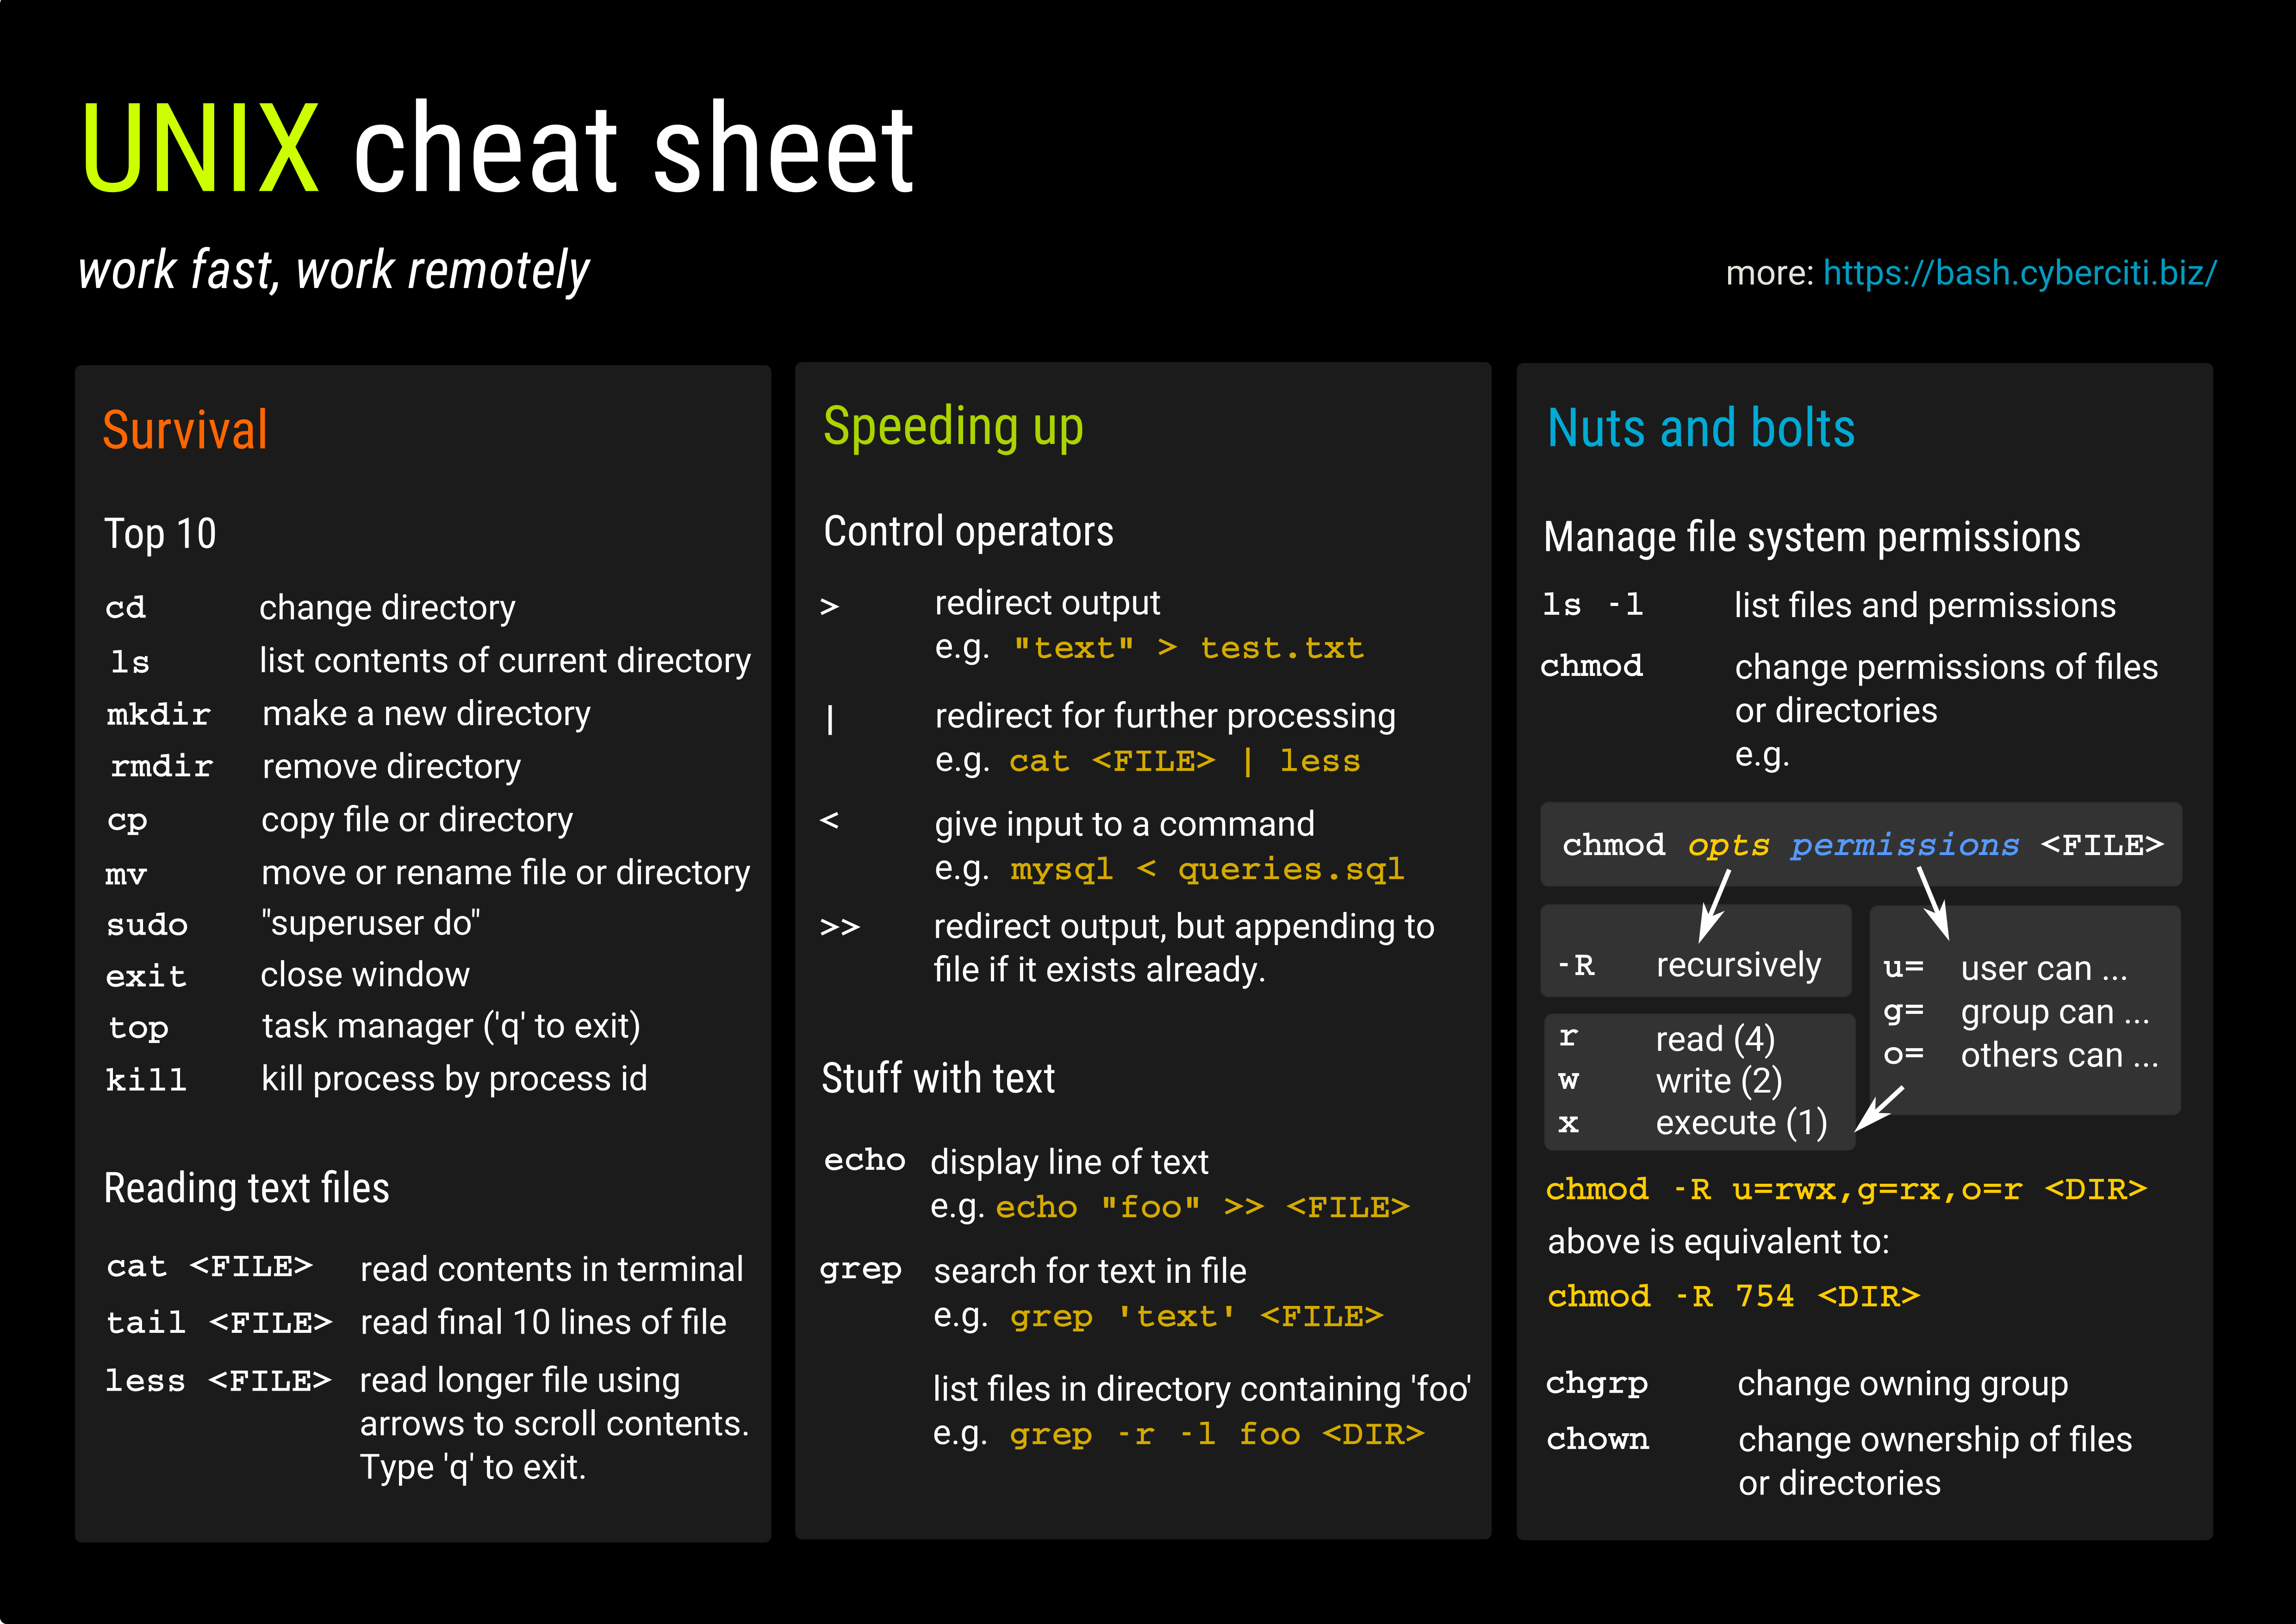 UNIX cheat sheet
work fast, work remotely
more: https://bash.cyberciti.biz/
Survival
Top 10
cd change directory
ls list contents of current directory
mkdir make a new directory
rmdir remove directory
cp copy file or directory
mv move or rename file or directory
sudo "superuser do"
exit close window
top task manager ('q' to exit)
kill kill process by process id
Reading text files
cat <FILE> read contents in terminal
tail <FILE> read final 10 lines of file
less <FILE> read longer file using
arrows to scroll contents.
Type 'q' to exit.
Speeding up
Control operators
> redirect output
e.g. "text" > test.txt
| redirect for further processing
e.g. cat <FILE> | less
< give input to a command
e.g. mysql < queries.sql
>> redirect output, but appending to
file if it exists already.
Stuff with text
echo display line of text
e.g. echo "foo" >> <FILE>
grep search for text in file
e.g. grep 'text' <FILE>
list files in directory containing 'foo'
e.g. grep -r -l foo <DIR>
Nuts and bolts
Manage file system permissions
ls -l list files and permissions
chmod change permissions of files
or directories
e.g.
chmod opts permissions <FILE>
-R recursively
u= user can ...
g= group can ...
o= others can ...
r read (4)
w write (2)
x execute (1)
chmod -R u=rwx,g=rx,o=r <DIR>
above is equivalent to:
chmod -R 754 <DIR>
chgrp change owning group
chown change ownership of files
or directories